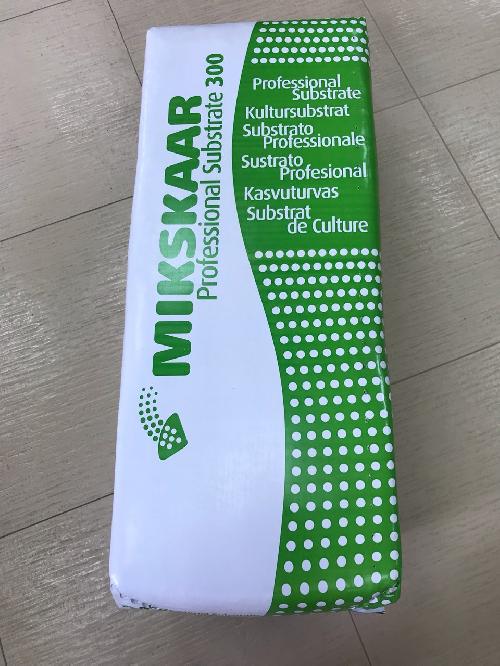 MIKSKAAR
Professional Substrate 300
Professional
Substrate
Kultursubstrat
Substrato
Professionale
Sustrato
Profesional
Kasvuturvas
Substrat
de Culture